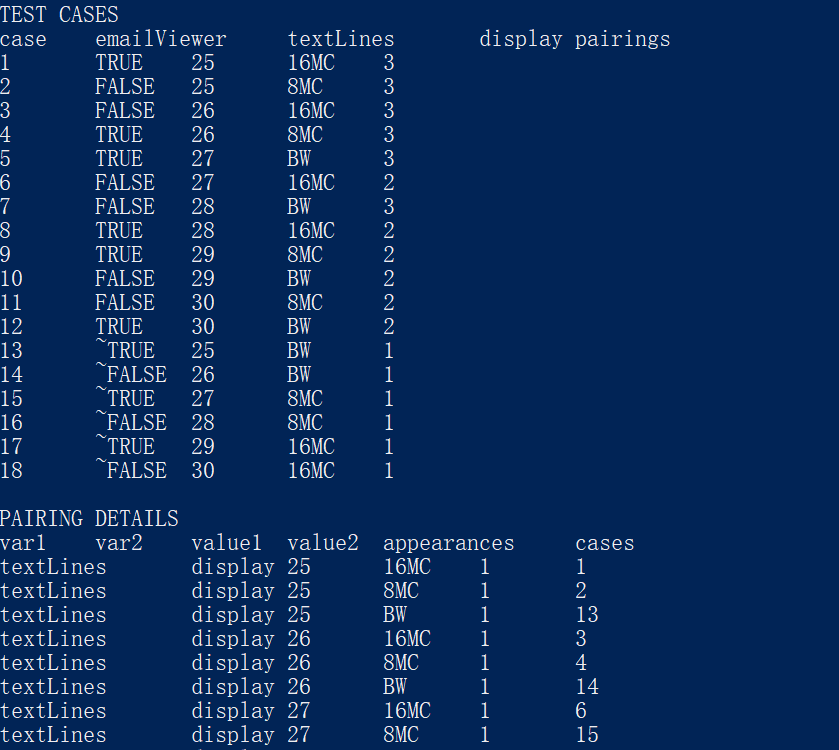 TEST CASES
case emailViewer textLines display pairings
1 TRUE 25 16MC 3
2 FALSE 25 8MC 3
3 FALSE 26 16MC 3
4 TRUE 26 8MC 3
5 TRUE 27 BW 3
6 FALSE 27 16MC 2
7 FALSE 28 BW 3
8 TRUE 28 16MC 2
9 TRUE 29 8MC 2
10 FALSE 29 BW 2
11 FALSE 30 8MC 2
12 TRUE 30 BW 2
13 ~TRUE 25 BW 1
14 ~FALSE 26 BW 1
15 ~TRUE 27 8MC 1
16 ~FALSE 28 8MC 1
17 ~TRUE 29 16MC 1
18 ~FALSE 30 16MC 1
PAIRING DETAILS
var1 var2 value1 value2 appearances cases
textLines display 25 16MC 1 1
textLines display 25 8MC 1 2
textLines display 25 BW 1 13
textLines display 26 16MC 1 3
textLines display 26 8MC 1 4
textLines display 26 BW 1 14
textLines display 27 16MC 1 6
textLines display 27 8MC 1 15